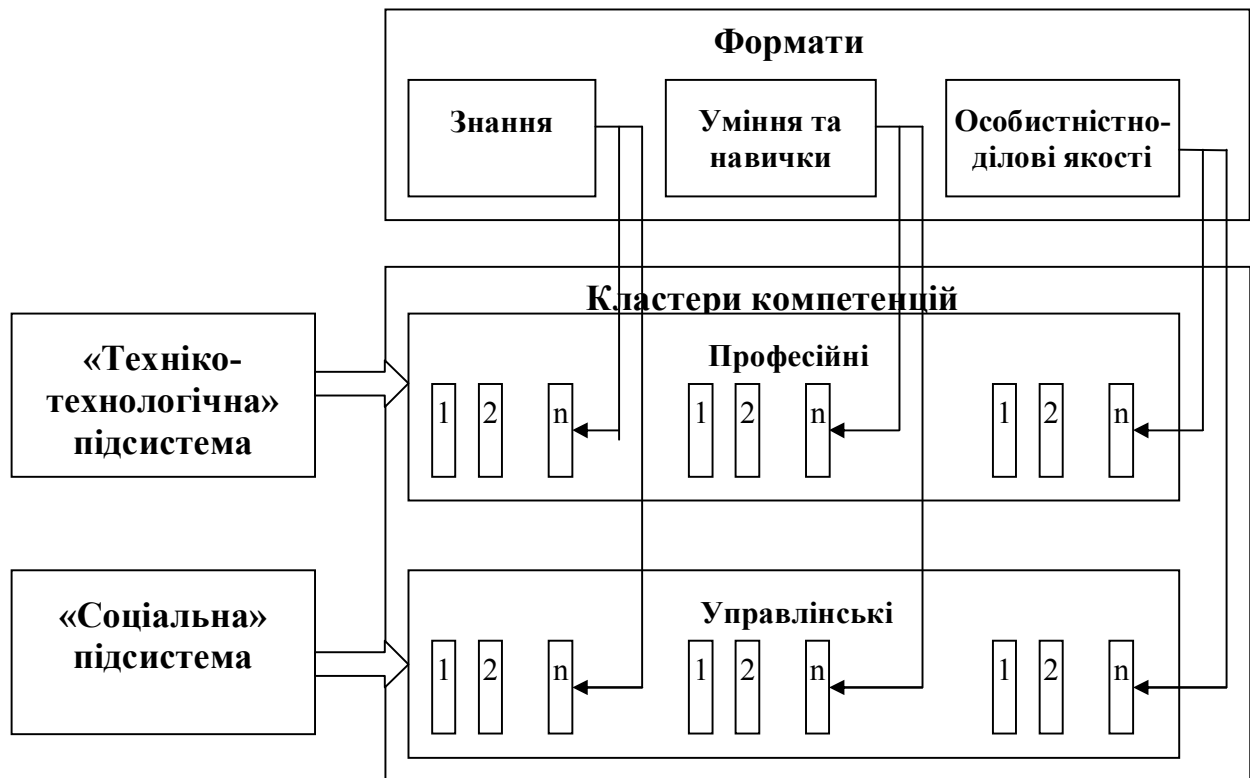 Формати
Знання
Уміння та
навички
Особистністно-
ділові якості
Кластери компетенцій
«Техніко-
технологічна»
підсистема
Професійні
1 2 n 1 2 n 1 2 n
«Соціальна»
підсистема
Управлінські
1 2 n 1 2 n 1 2 n